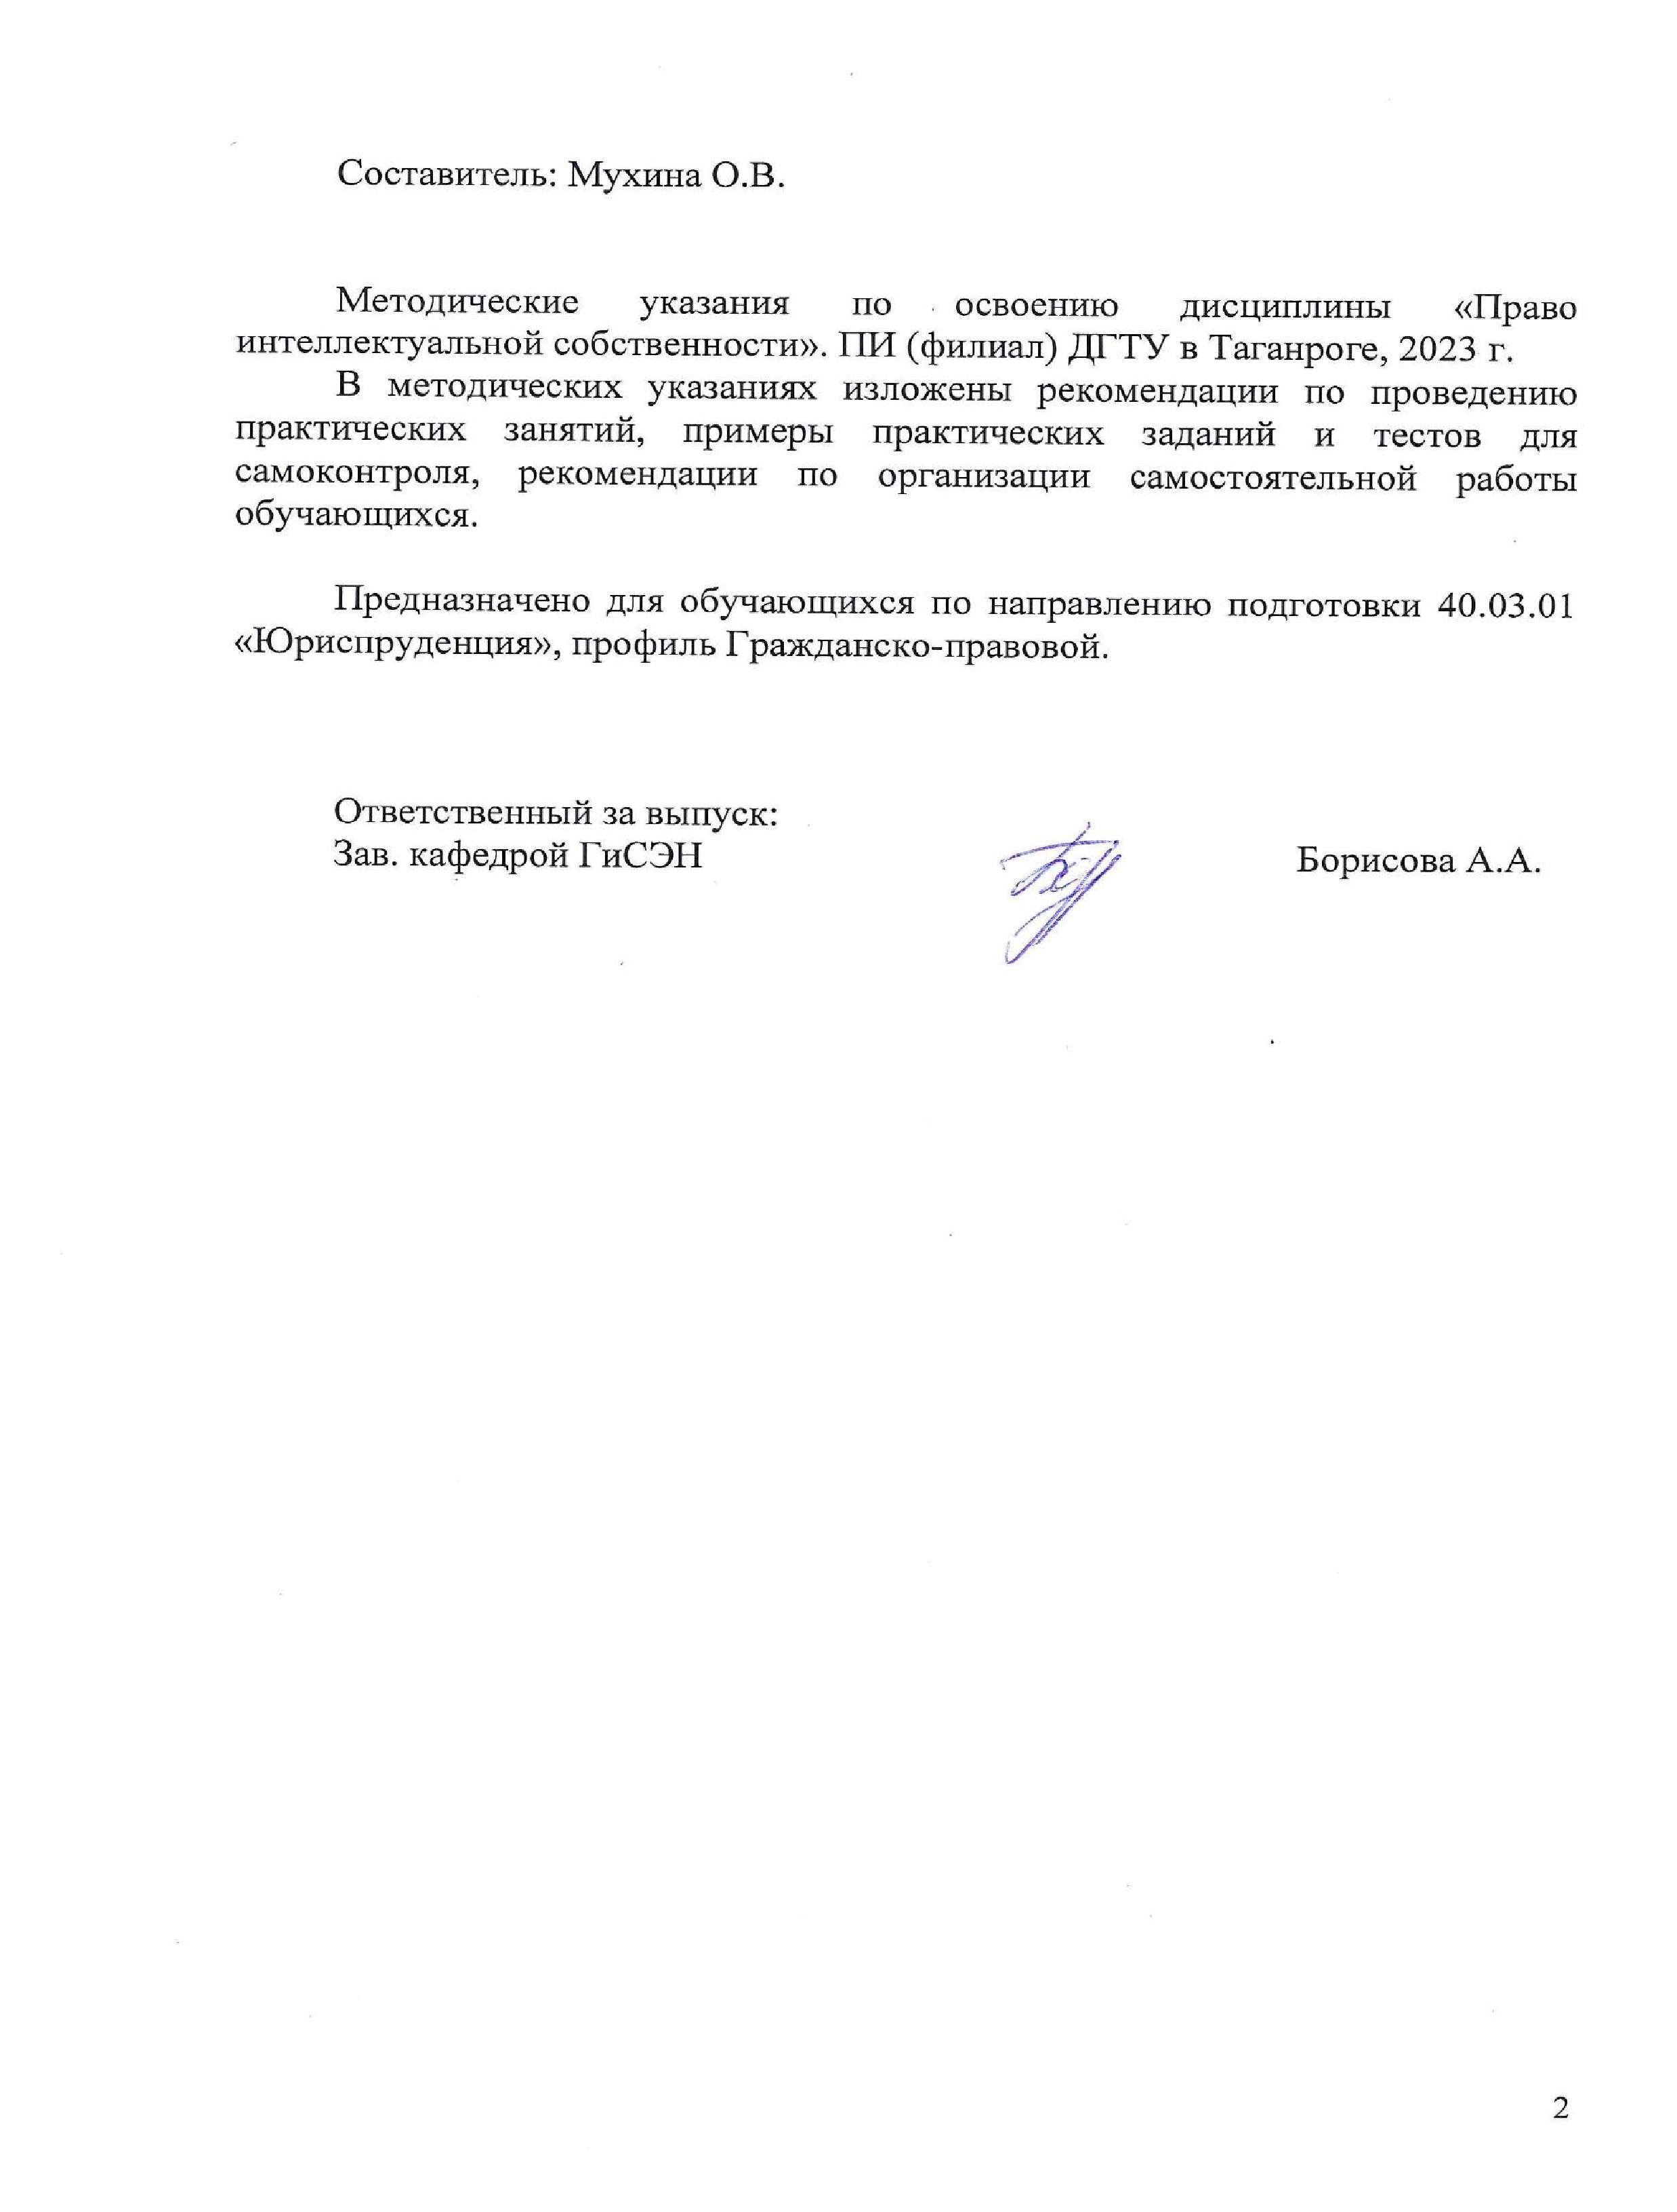 Составитель: Мухина О.В.
Методические указания по освоению дисциплины «Право
интеллектуальной собственности». ПИ (филиал) ДГТУ в Таганроге, 2023 г.
В методических указаниях изложены рекомендации по проведению
практических занятий, примеры практических заданий и тестов для
самоконтроля, рекомендации по организации самостоятельной работы
обучающихся.
Предназначено для обучающихся по направлению подготовки 40.03.01
«Юриспруденция», профиль Гражданско-правовой.
Ответственный за выпуск:
Зав. кафедрой ГиСЭН Борисова А.А.
2